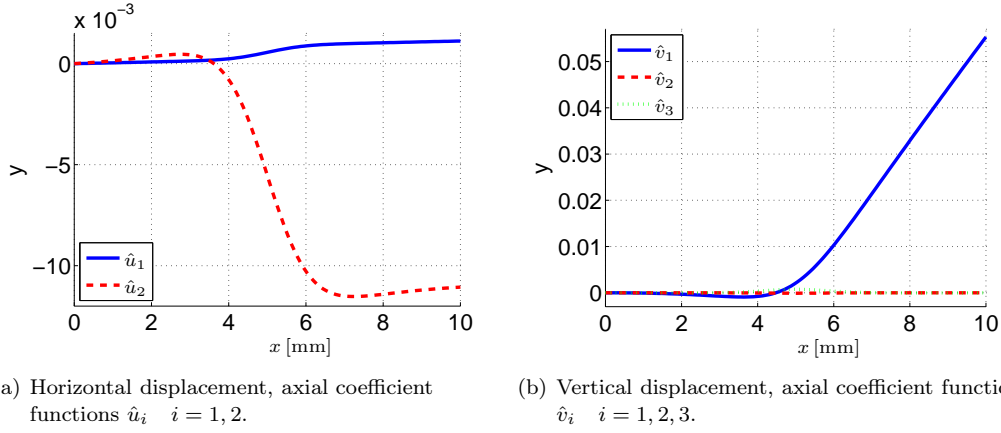 x 10⁻³
0
−5
−10
y
û₁
û₂
0 2 4 6 8 10
x [mm]
a) Horizontal displacement, axial coefficient
functions ûᵢ i = 1, 2.
0.05
0.04
0.03
0.02
0.01
0
y
v̂₁
v̂₂
v̂₃
0 2 4 6 8 10
x [mm]
(b) Vertical displacement, axial coefficient functio
v̂ᵢ i = 1, 2, 3.